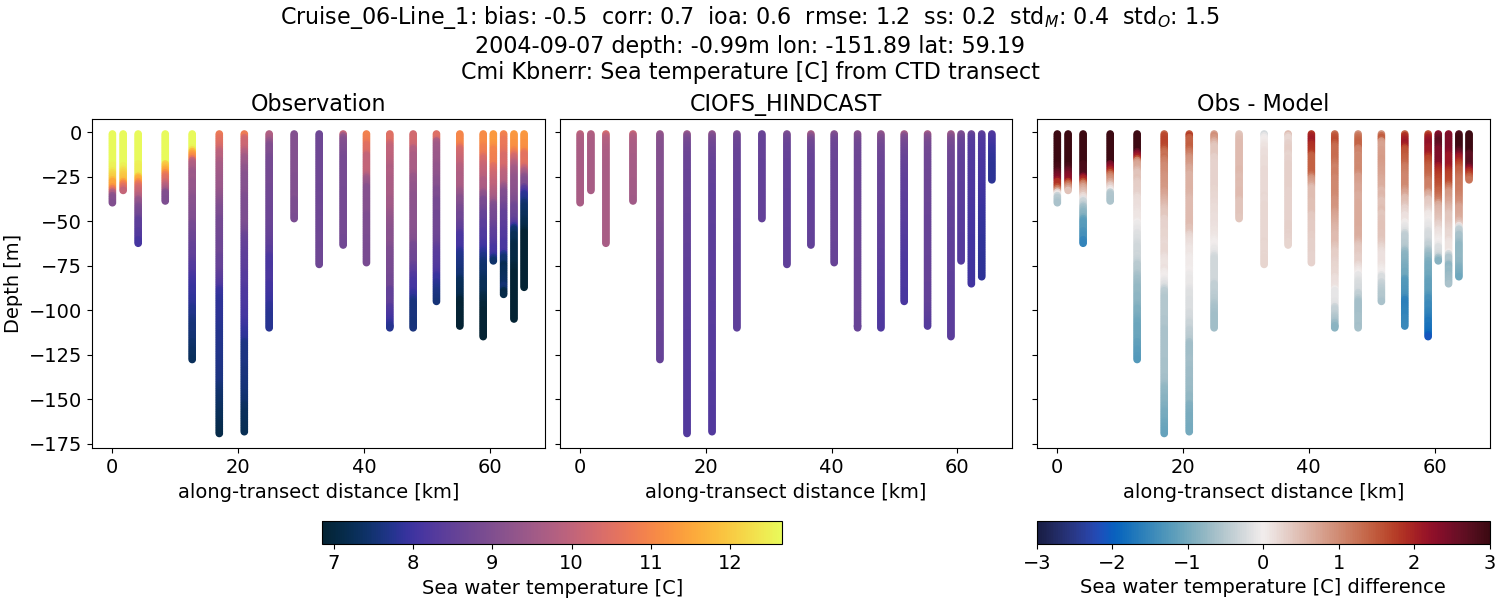 Cruise_06-Line_1: bias: -0.5  corr: 0.7  ioa: 0.6  rmse: 1.2  ss: 0.2  std_M: 0.4  std_O: 1.5
2004-09-07 depth: -0.99m lon: -151.89 lat: 59.19
Cmi Kbnerr: Sea temperature [C] from CTD transect
Observation
CIOFS_HINDCAST
Obs - Model
Depth [m]
0
−25
−50
−75
−100
−125
−150
−175
0 20 40 60
0 20 40 60
0 20 40 60
along-transect distance [km]
along-transect distance [km]
along-transect distance [km]
7 8 9 10 11 12
Sea water temperature [C]
−3 −2 −1 0 1 2 3
Sea water temperature [C] difference